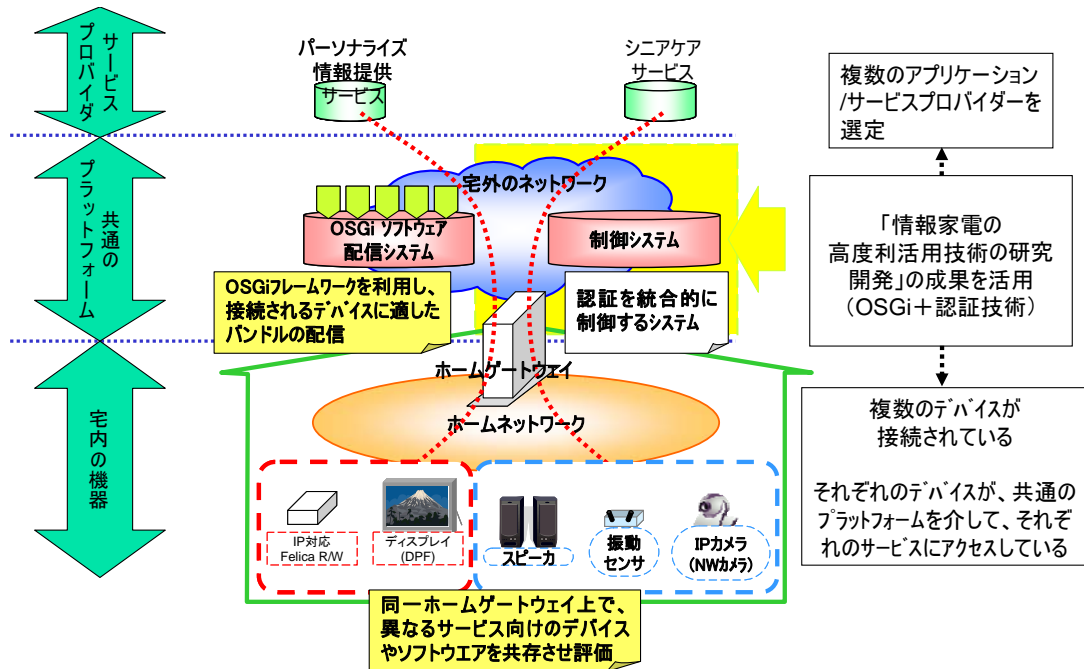 サービス
プロバイダ
パーソナライズ
情報提供
サービス
シニアケア
サービス
複数のアプリケーション
/サービスプロバイダーを
選定
共通の
プラットフォーム
宅外のネットワーク
OSGi ソフトウェア
配信システム
制御システム
「情報家電の
高度利活用技術の研究
開発」の成果を活用
(OSGi＋認証技術)
OSGiフレームワークを利用し、
接続されるデバイスに適した
バンドルの配信
認証を統合的に
制御するシステム
宅内の機器
ホームゲートウェイ
ホームネットワーク
複数のデバイスが
接続されている
それぞれのデバイスが、共通の
プラットフォームを介して、それぞ
れのサービスにアクセスしている
IP対応
Felica R/W
ディスプレイ
(DPF)
スピーカ
振動
センサ
IPカメラ
(NWカメラ)
同一ホームゲートウェイ上で、
異なるサービス向けのデバイス
やソフトウエアを共存させ評価